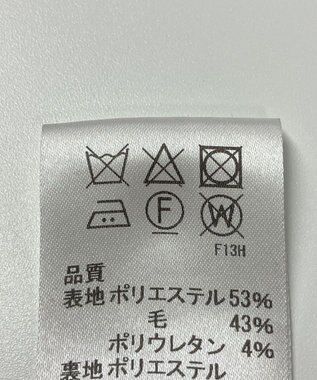 F W
F13H
品質
表地 ポリエステル 53%
毛 43%
ポリウレタン 4%
裏地 ポリエステル